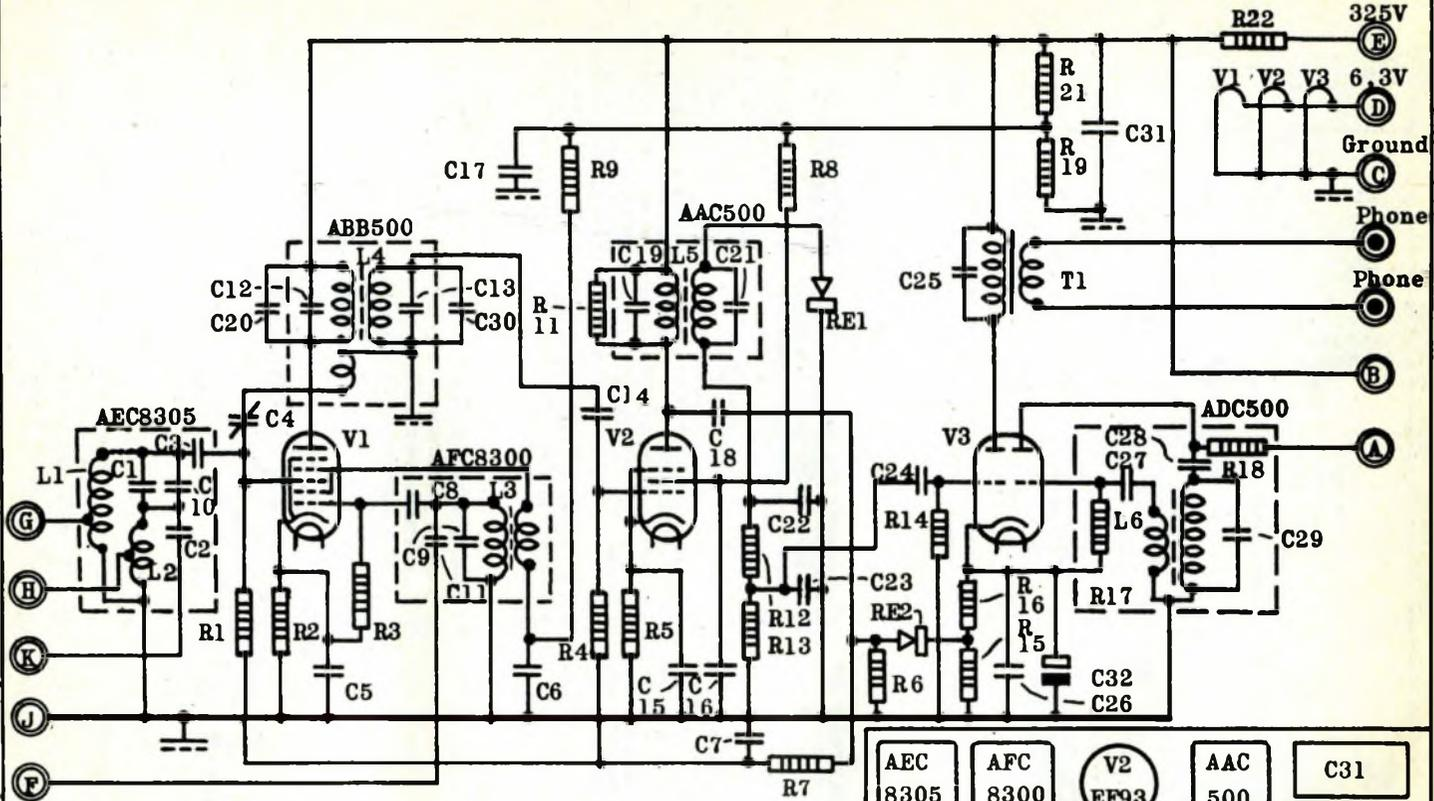 R22
325V
E
V1
V2
V3
6,3V
D
R
21
C31
Ground
C
C17
R9
R8
R
19
Phone
ABB500
AAC500
L4
C19
L5
C21
C12
C13
C25
T1
Phone
C20
C30
R
11
RE1
B
C14
AEC8305
C4
V1
V2
C
18
V3
ADC500
C3
C28
A
L1
C1
AFC8300
C27
R18
C
10
C8
L3
C24
G
C2
C9
C22
R14
L6
C29
L2
C11
C23
H
R12
RE2
R
16
R17
R1
R2
R3
R4
R5
R13
R
15
K
C5
C6
C
15
C
16
R6
C32
C26
J
C7
F
R7
AEC
8305
AFC
8300
V2
EF93
AAC
500
C31